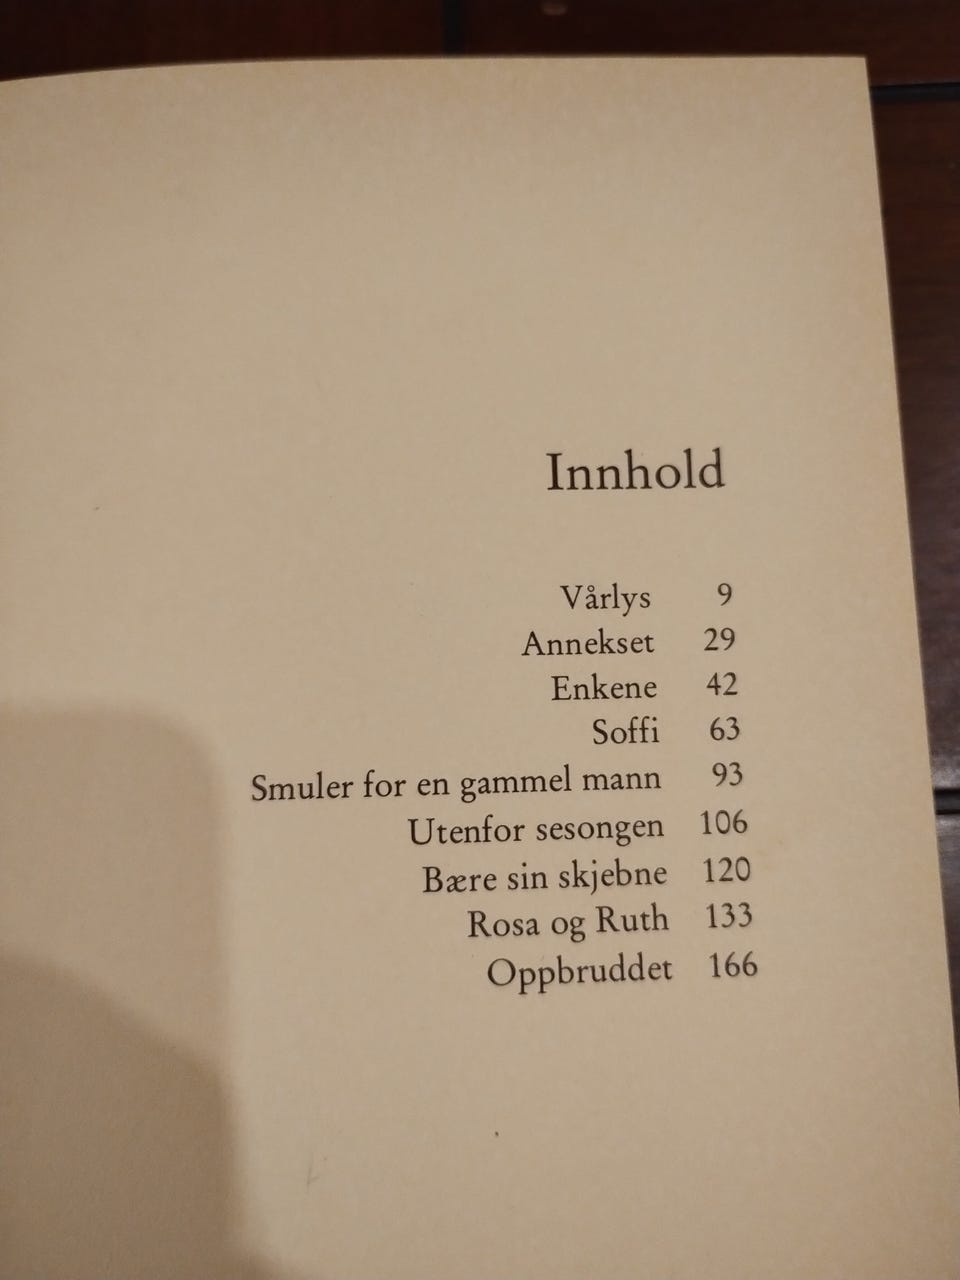 Innhold
Vårlys 9
Annekset 29
Enkene 42
Soffi 63
Smuler for en gammel mann 93
Utenfor sesongen 106
Bære sin skjebne 120
Rosa og Ruth 133
Oppbruddet 166